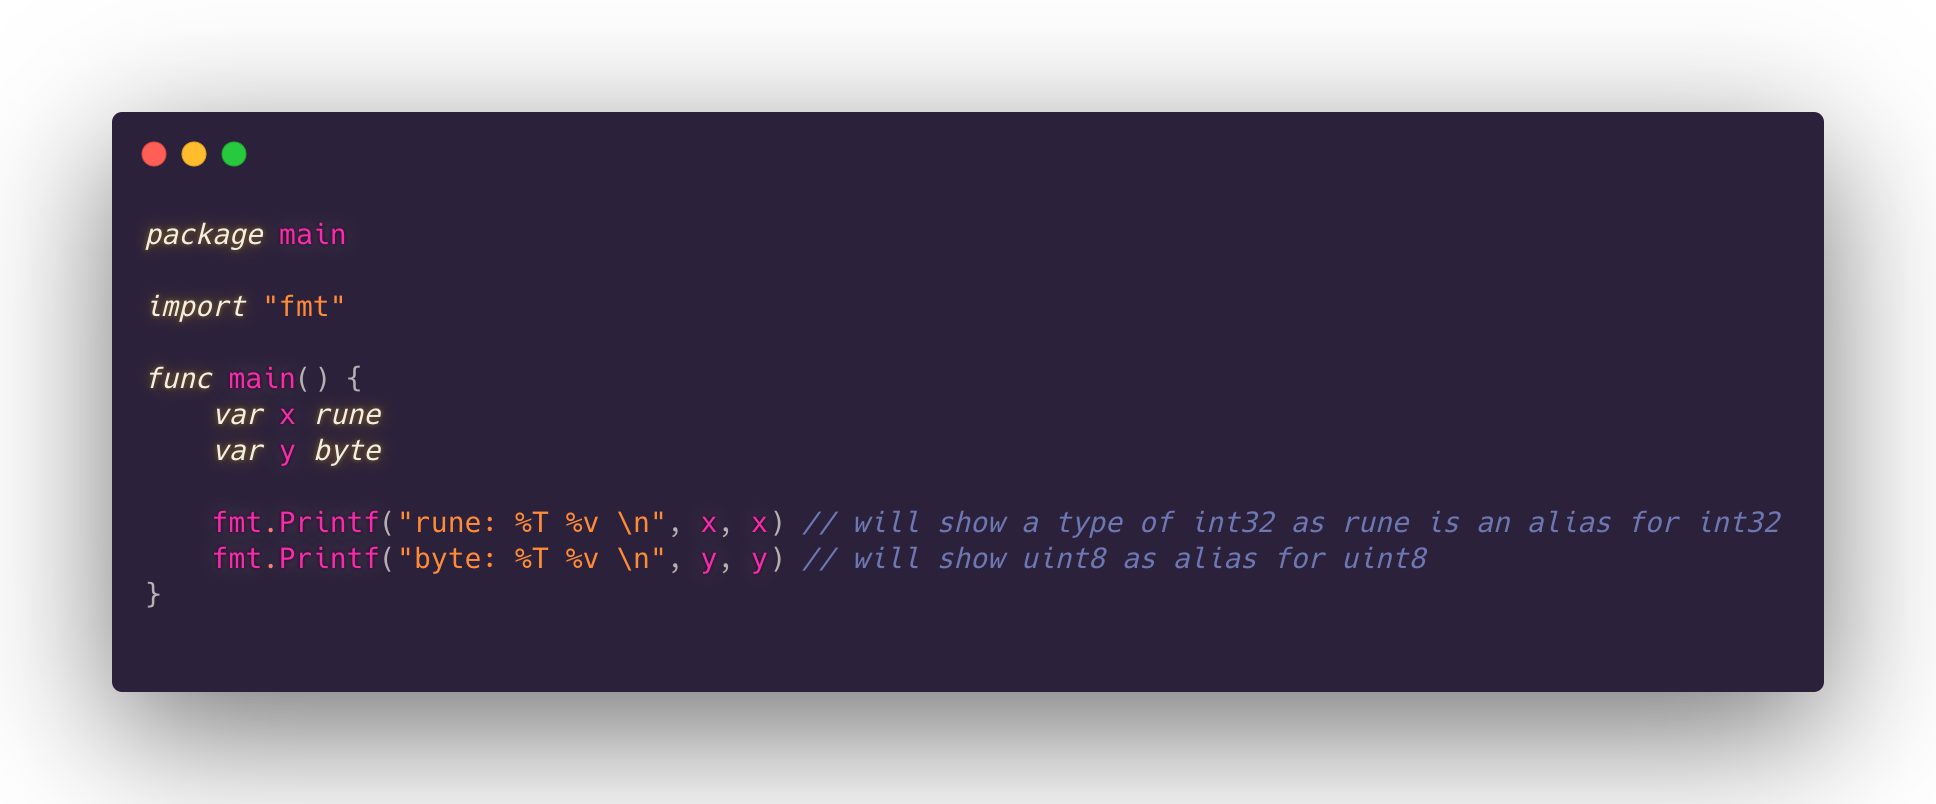 package main

import "fmt"

func main() {
    var x rune
    var y byte

    fmt.Printf("rune: %T %v \n", x, x) // will show a type of int32 as rune is an alias for int32
    fmt.Printf("byte: %T %v \n", y, y) // will show uint8 as alias for uint8
}